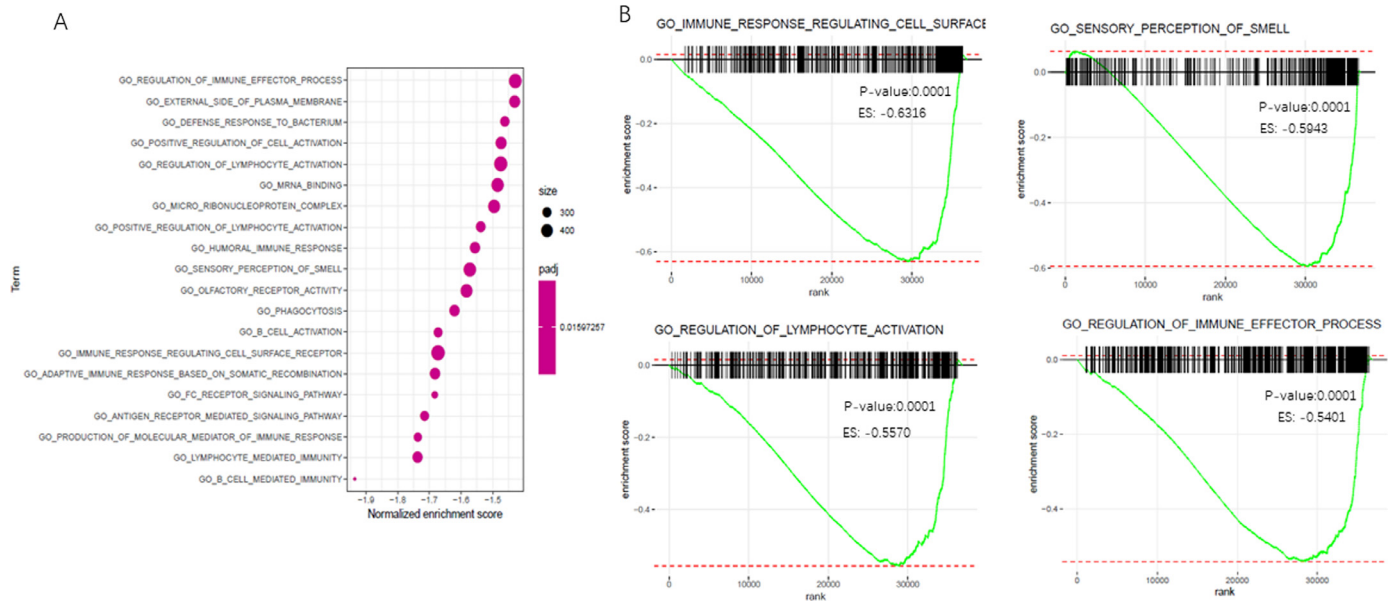 A
GO_REGULATION_OF_IMMUNE_EFFECTOR_PROCESS
GO_EXTERNAL_SIDE_OF_PLASMA_MEMBRANE
GO_DEFENSE_RESPONSE_TO_BACTERIUM
GO_POSITIVE_REGULATION_OF_CELL_ACTIVATION
GO_REGULATION_OF_LYMPHOCYTE_ACTIVATION
GO_MRNA_BINDING
GO_MICRO_RIBONUCLEOPROTEIN_COMPLEX
GO_POSITIVE_REGULATION_OF_LYMPHOCYTE_ACTIVATION
GO_HUMORAL_IMMUNE_RESPONSE
GO_SENSORY_PERCEPTION_OF_SMELL
GO_OLFACTORY_RECEPTOR_ACTIVITY
GO_PHAGOCYTOSIS
GO_B_CELL_ACTIVATION
GO_IMMUNE_RESPONSE_REGULATING_CELL_SURFACE_RECEPTOR
GO_ADAPTIVE_IMMUNE_RESPONSE_BASED_ON_SOMATIC_RECOMBINATION
GO_FC_RECEPTOR_SIGNALING_PATHWAY
GO_ANTIGEN_RECEPTOR_MEDIATED_SIGNALING_PATHWAY
GO_PRODUCTION_OF_MOLECULAR_MEDIATOR_OF_IMMUNE_RESPONSE
GO_LYMPHOCYTE_MEDIATED_IMMUNITY
GO_B_CELL_MEDIATED_IMMUNITY
Term
-1.9 -1.8 -1.7 -1.6 -1.5
Normalized enrichment score
size
300
400
padj
0.01597257
B
GO_IMMUNE_RESPONSE_REGULATING_CELL_SURFACE
0.0
-0.2
-0.4
-0.6
enrichment score
P-value:0.0001
ES: -0.6316
0 10000 20000 30000
rank
GO_SENSORY_PERCEPTION_OF_SMELL
0.0
-0.2
-0.4
-0.6
enrichment score
P-value:0.0001
ES: -0.5943
0 10000 20000 30000
rank
GO_REGULATION_OF_LYMPHOCYTE_ACTIVATION
0.0
-0.2
-0.4
enrichment score
P-value:0.0001
ES: -0.5570
0 10000 20000 30000
rank
GO_REGULATION_OF_IMMUNE_EFFECTOR_PROCESS
0.0
-0.2
-0.4
enrichment score
P-value:0.0001
ES: -0.5401
0 10000 20000 30000
rank